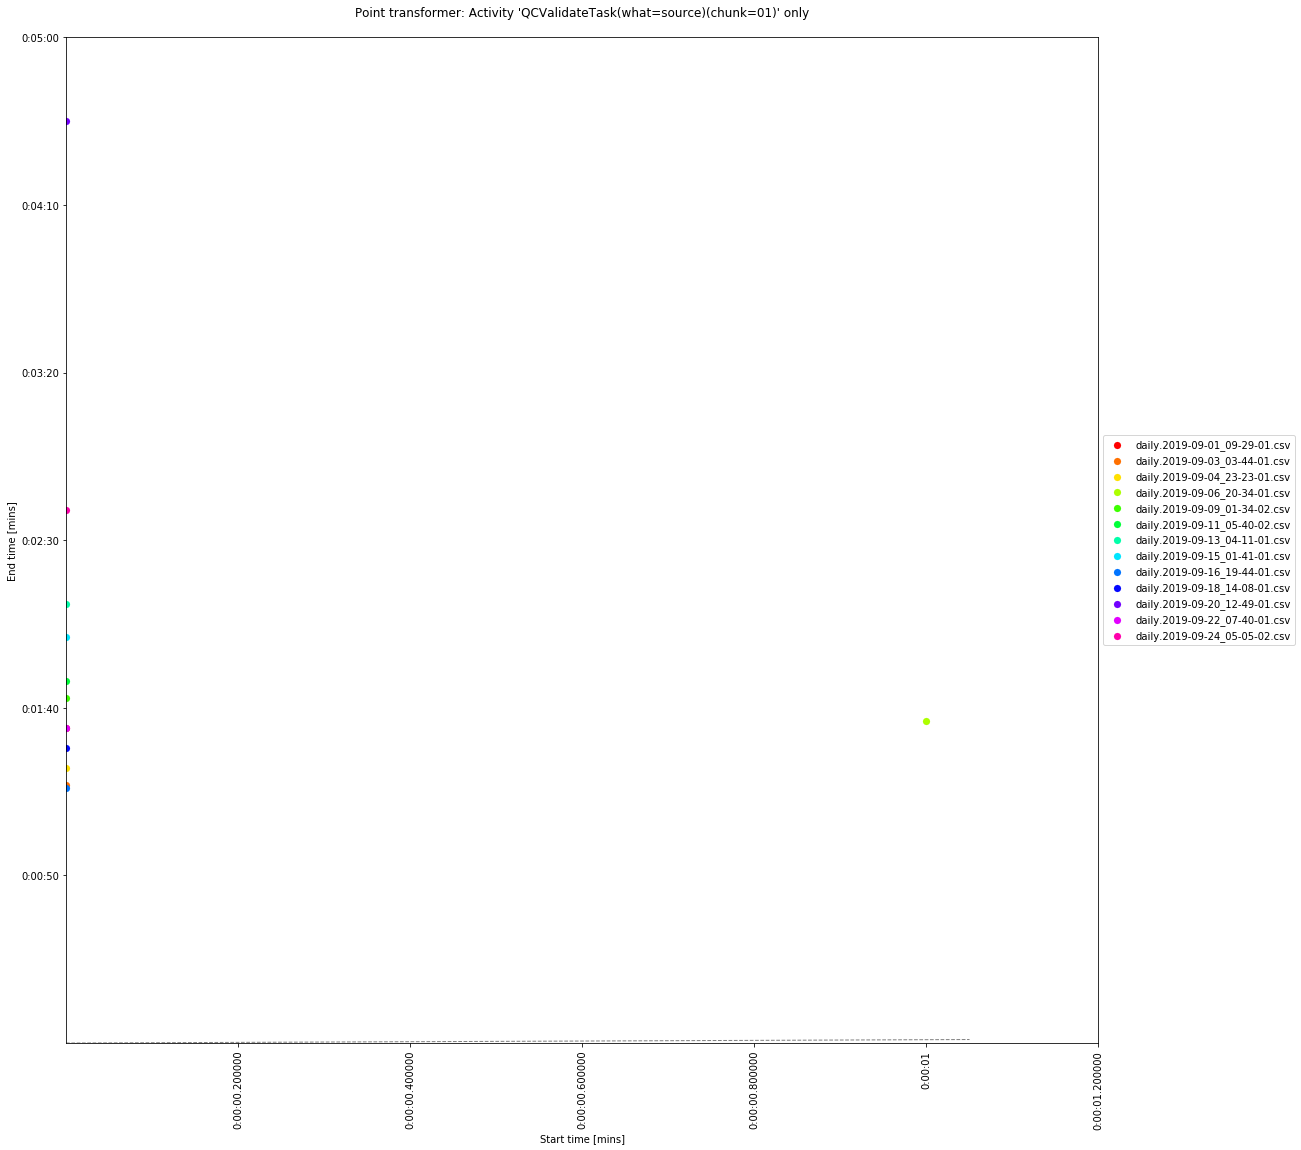 Point transformer: Activity 'QCValidateTask(what=source)(chunk=01)' only
0:05:00
0:04:10
0:03:20
0:02:30
0:01:40
0:00:50
End time [mins]
0:00:00.200000
0:00:00.400000
0:00:00.600000
0:00:00.800000
0:00:01
0:00:01.200000
Start time [mins]
daily.2019-09-01_09-29-01.csv
daily.2019-09-03_03-44-01.csv
daily.2019-09-04_23-23-01.csv
daily.2019-09-06_20-34-01.csv
daily.2019-09-09_01-34-02.csv
daily.2019-09-11_05-40-02.csv
daily.2019-09-13_04-11-01.csv
daily.2019-09-15_01-41-01.csv
daily.2019-09-16_19-44-01.csv
daily.2019-09-18_14-08-01.csv
daily.2019-09-20_12-49-01.csv
daily.2019-09-22_07-40-01.csv
daily.2019-09-24_05-05-02.csv